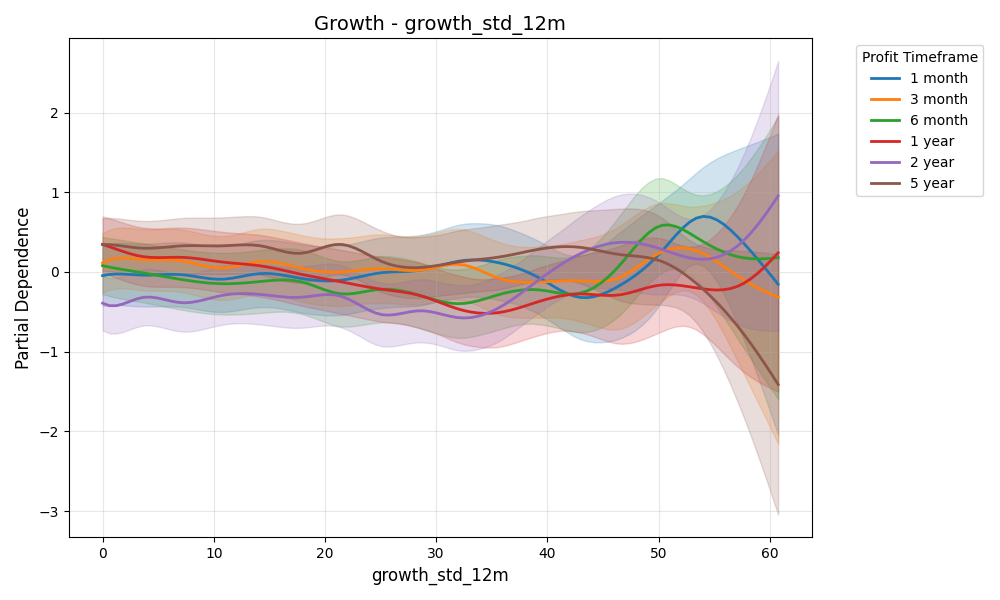 Growth - growth_std_12m
Profit Timeframe
1 month
3 month
6 month
1 year
2 year
5 year
Partial Dependence
2
1
0
−1
−2
−3
0 10 20 30 40 50 60
growth_std_12m